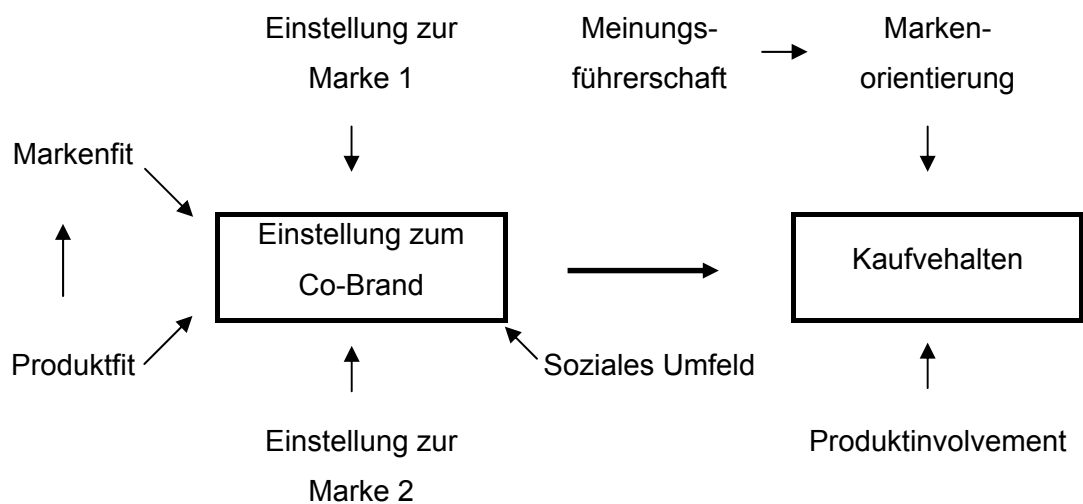 Einstellung zur
Marke 1
Meinungs-
führerschaft
Marken-
orientierung
Markenfit
Einstellung zum
Co-Brand
Kaufvehalten
Produktfit
Soziales Umfeld
Einstellung zur
Marke 2
Produktinvolvement